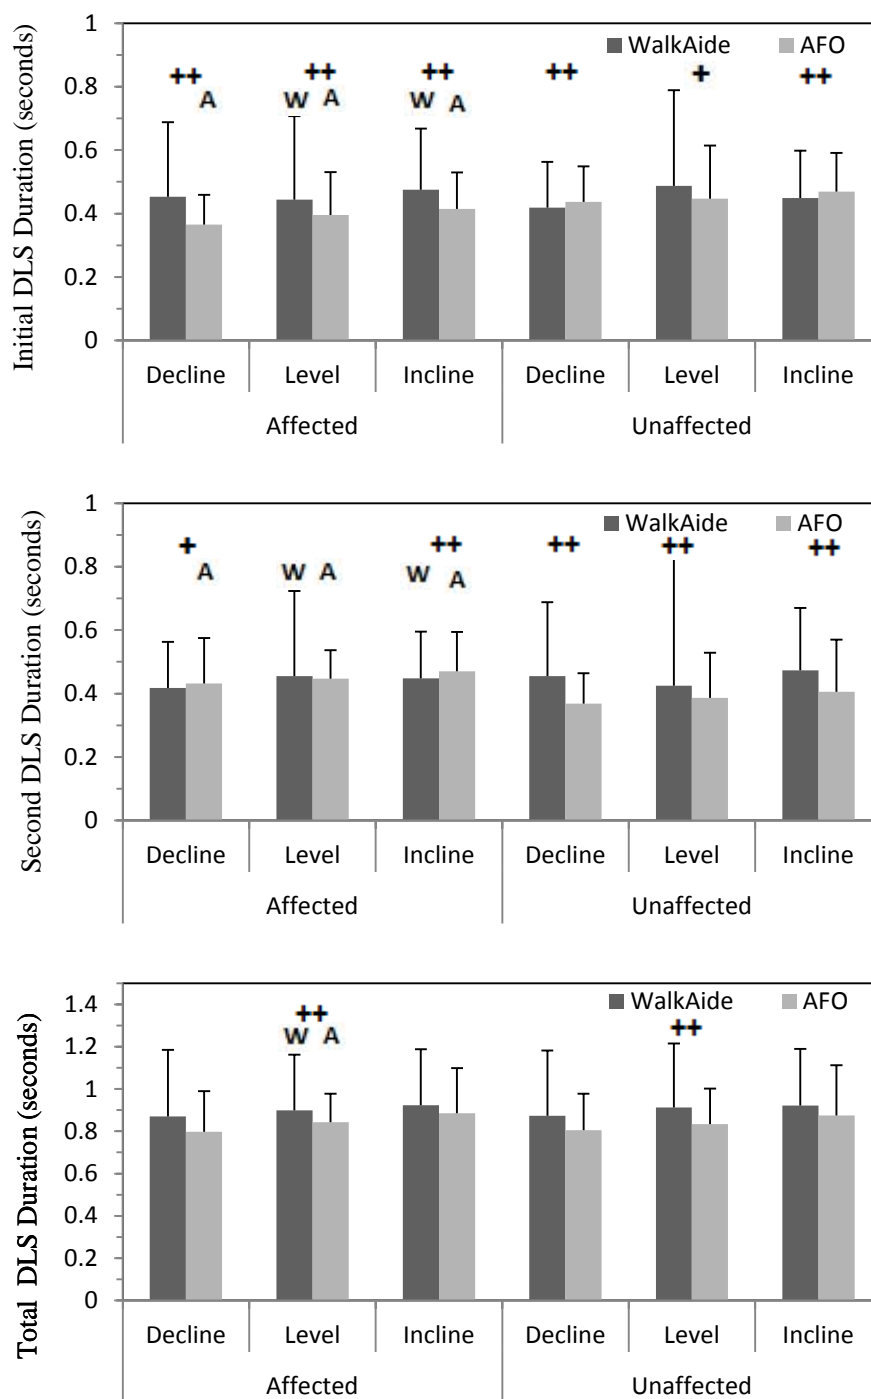 Initial DLS Duration (seconds)
1
0.8
0.6
0.4
0.2
0
WalkAide AFO
++ ++ ++ ++ + ++
A W A W A
Decline Level Incline Decline Level Incline
Affected Unaffected
Second DLS Duration (seconds)
1
0.8
0.6
0.4
0.2
0
WalkAide AFO
+ ++ ++ ++ ++
A W A W A
Decline Level Incline Decline Level Incline
Affected Unaffected
Total DLS Duration (seconds)
1.4
1.2
1
0.8
0.6
0.4
0.2
0
WalkAide AFO
++ ++
W A
Decline Level Incline Decline Level Incline
Affected Unaffected